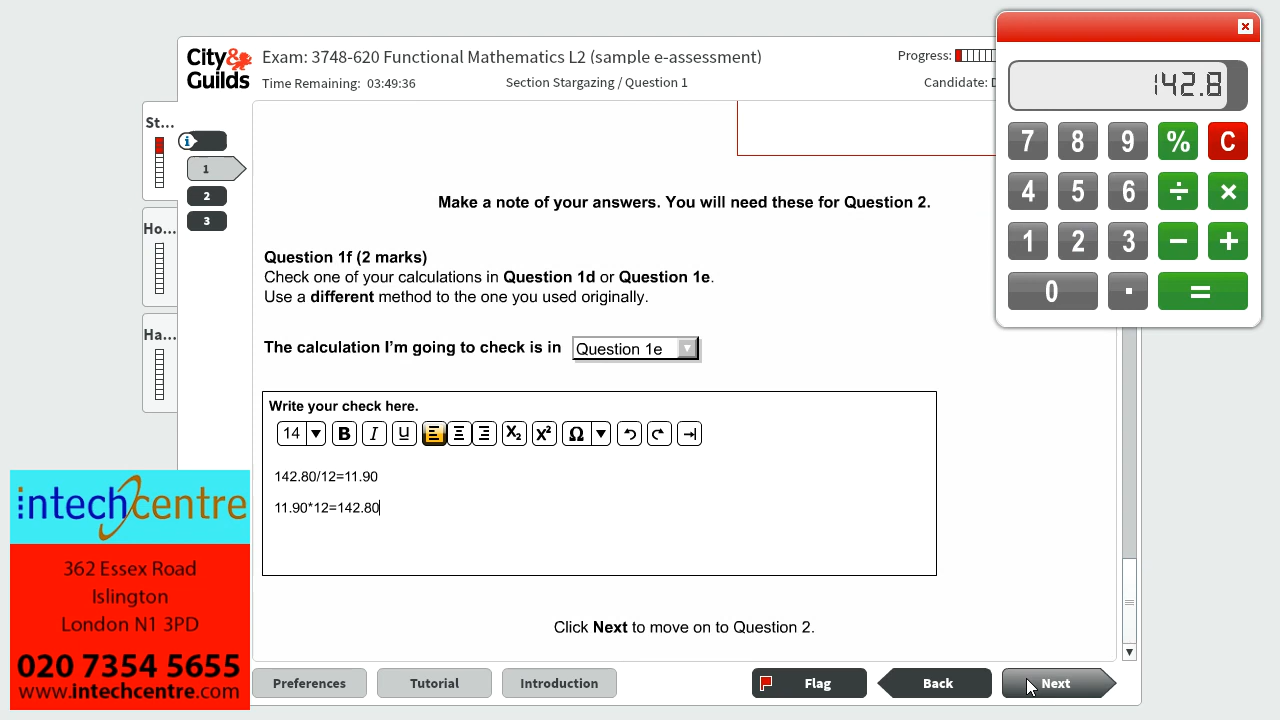 City&
Guilds
Exam: 3748-620 Functional Mathematics L2 (sample e-assessment)
Progress:
Time Remaining: 03:49:36
Section Stargazing / Question 1
Candidate:
142.8
7 8 9 % C
4 5 6 ÷ ×
1 2 3 − +
0 . =
St...
Ho...
Ha...
i
1
2
3
Make a note of your answers. You will need these for Question 2.
Question 1f (2 marks)
Check one of your calculations in Question 1d or Question 1e.
Use a different method to the one you used originally.
The calculation I'm going to check is in Question 1e
Write your check here.
14 B I U X₂ X² Ω
142.80/12=11.90
11.90*12=142.80
Click Next to move on to Question 2.
Preferences
Tutorial
Introduction
Flag
Back
Next
intechcentre
362 Essex Road
Islington
London N1 3PD
020 7354 5655
www.intechcentre.com